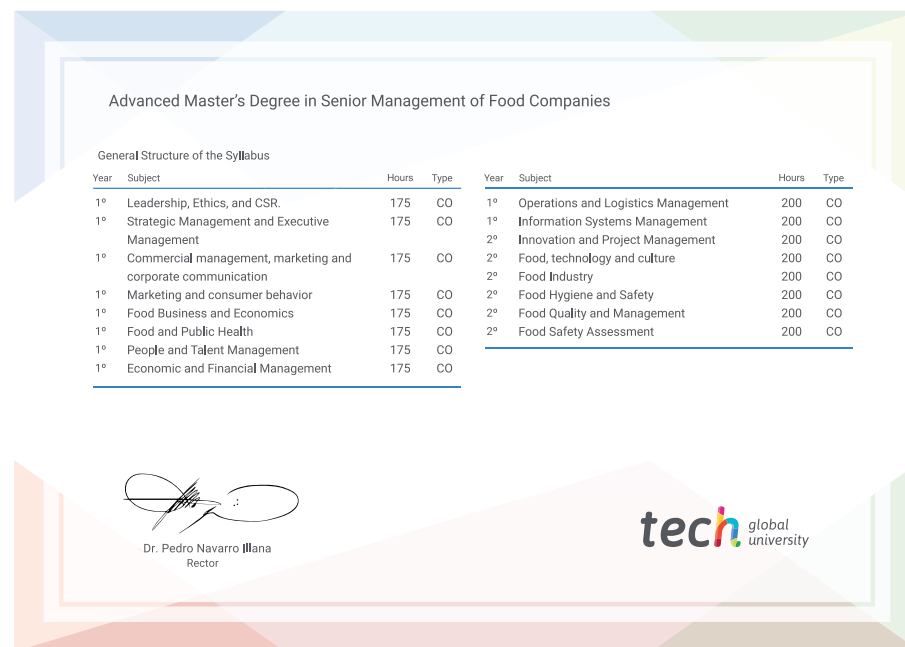 Advanced Master's Degree in Senior Management of Food Companies
General Structure of the Syllabus
Year Subject Hours Type
1º Leadership, Ethics, and CSR. 175 CO
1º Strategic Management and Executive 175 CO
Management
1º Commercial management, marketing and 175 CO
corporate communication
1º Marketing and consumer behavior 175 CO
1º Food Business and Economics 175 CO
1º Food and Public Health 175 CO
1º People and Talent Management 175 CO
1º Economic and Financial Management 175 CO
Year Subject Hours Type
1º Operations and Logistics Management 200 CO
1º Information Systems Management 200 CO
2º Innovation and Project Management 200 CO
2º Food, technology and culture 200 CO
2º Food Industry 200 CO
2º Food Hygiene and Safety 200 CO
2º Food Quality and Management 200 CO
2º Food Safety Assessment 200 CO
Dr. Pedro Navarro Illana
Rector
tech global
university